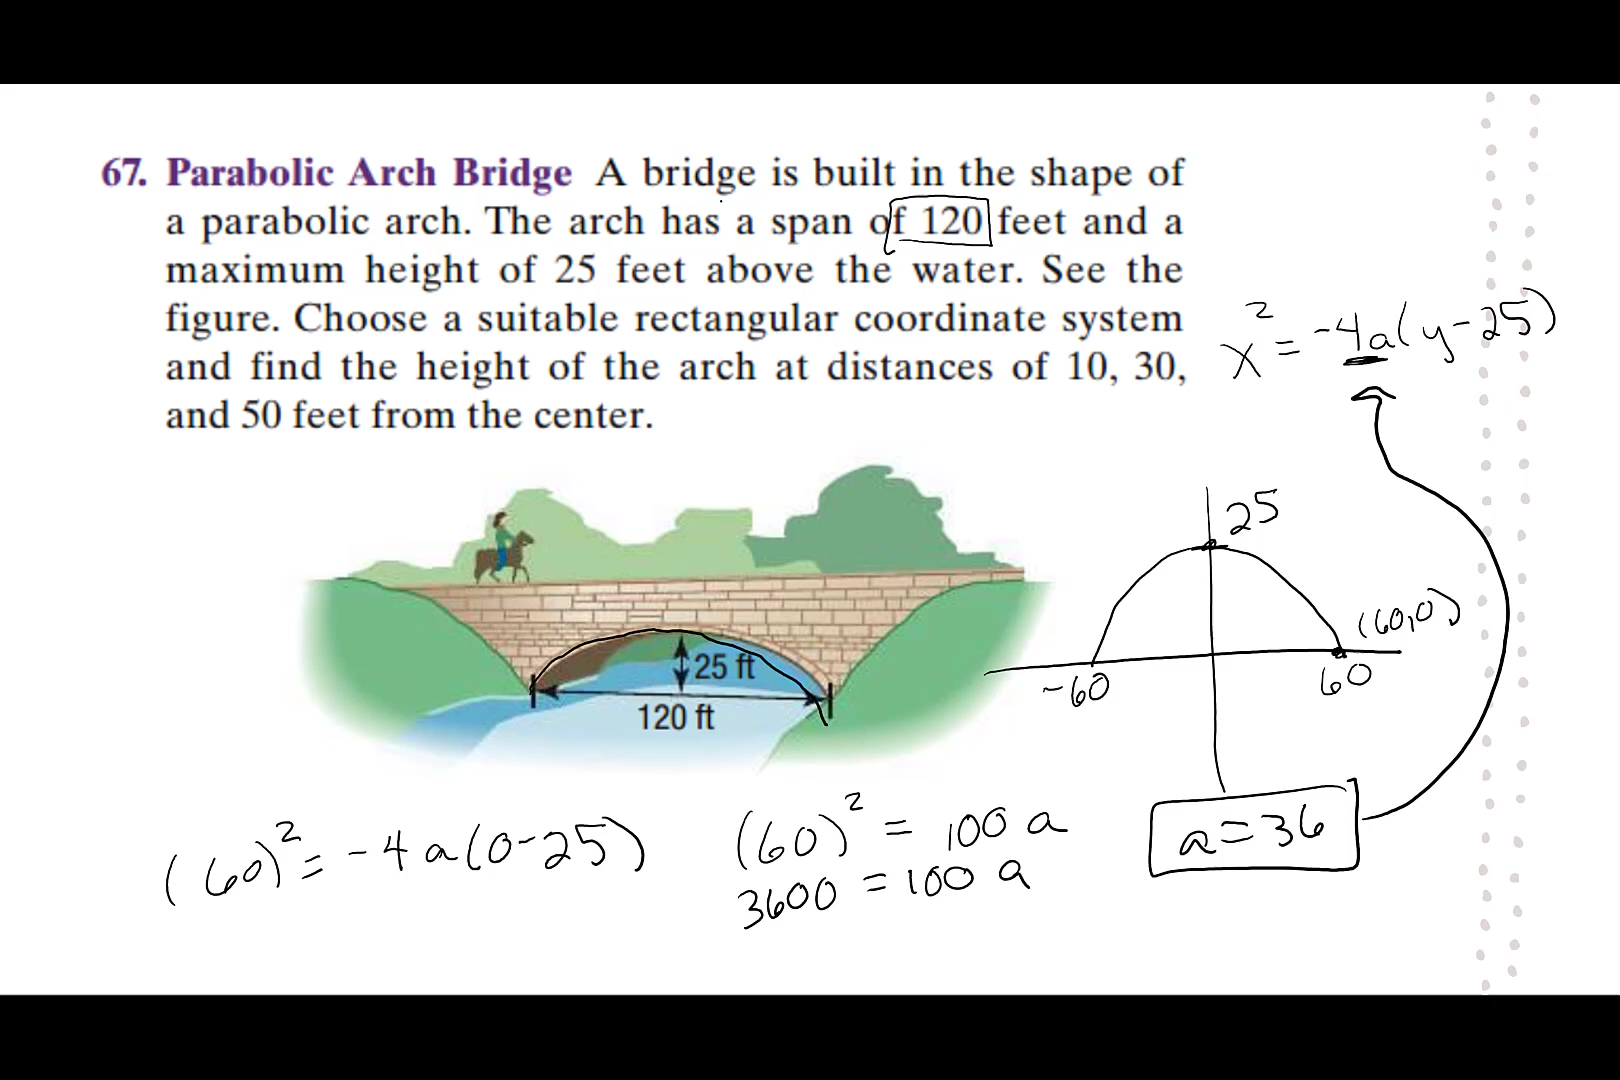 67. Parabolic Arch Bridge A bridge is built in the shape of
a parabolic arch. The arch has a span of 120 feet and a
maximum height of 25 feet above the water. See the
figure. Choose a suitable rectangular coordinate system
and find the height of the arch at distances of 10, 30,
and 50 feet from the center.
x² = -4a(y-25)
25
(60,0)
-60
60
25 ft
120 ft
(60)² = -4a(0-25)
(60)² = 100a
3600 = 100a
a=36